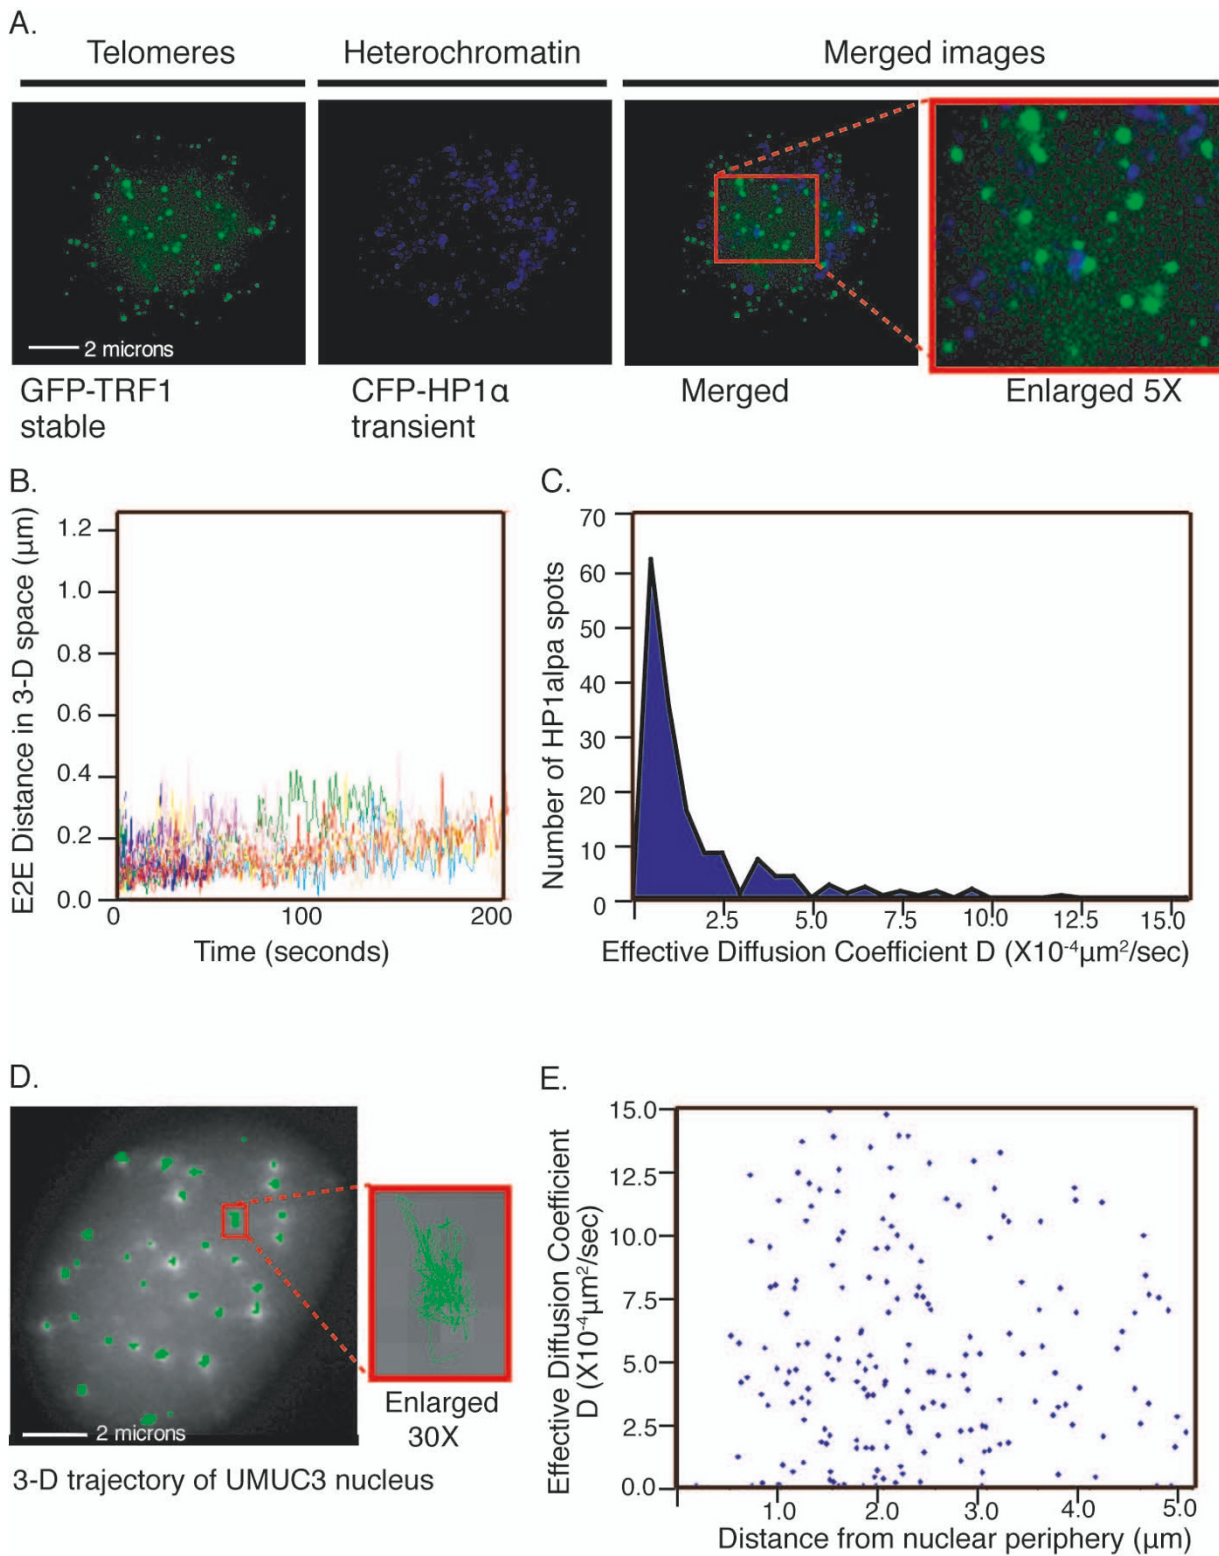 A.
Telomeres
Heterochromatin
Merged images
2 microns
GFP-TRF1
stable
CFP-HP1α
transient
Merged
Enlarged 5X
B.
E2E Distance in 3-D space (µm)
1.2
1.0
0.8
0.6
0.4
0.2
0.0
0
100
200
Time (seconds)
C.
Number of HP1alpa spots
70
60
50
40
30
20
10
0
2.5
5.0
7.5
10.0
12.5
15.0
Effective Diffusion Coefficient D (X10⁻⁴µm²/sec)
D.
2 microns
Enlarged
30X
3-D trajectory of UMUC3 nucleus
E.
Effective Diffusion Coefficient
D (X10⁻⁴µm²/sec)
15.0
12.5
10.0
7.5
5.0
2.5
0.0
1.0
2.0
3.0
4.0
5.0
Distance from nuclear periphery (µm)